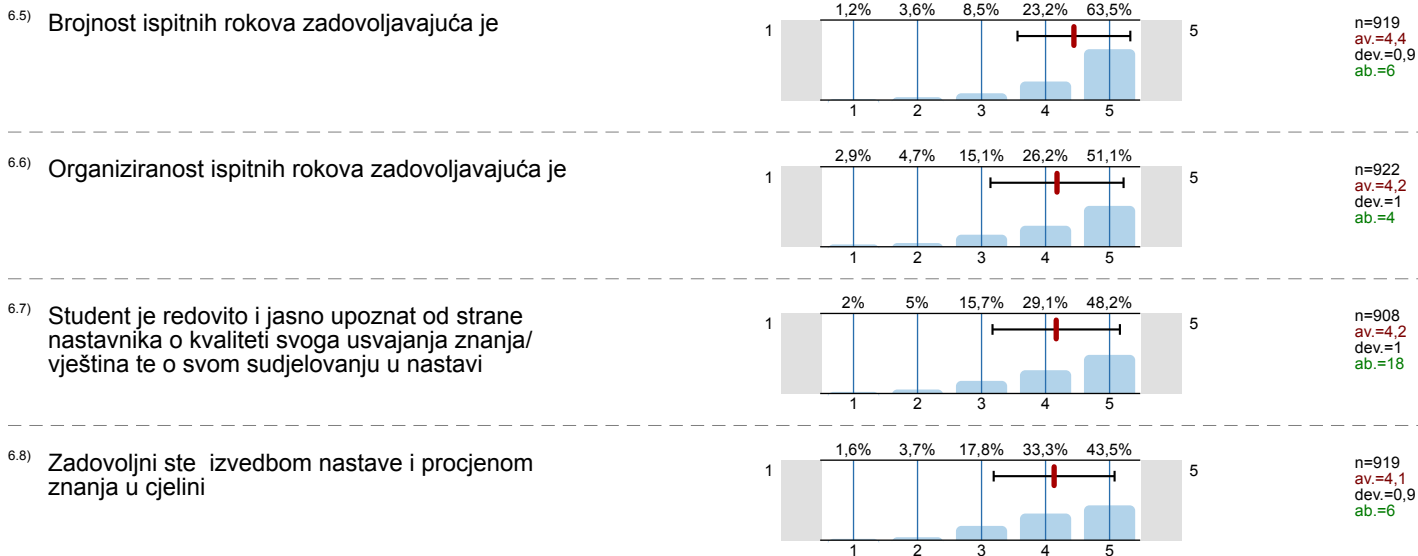 6.5) Brojnost ispitnih rokova zadovoljavajuća je
1,2% 3,6% 8,5% 23,2% 63,5%
1 5
1 2 3 4 5
n=919
av.=4,4
dev.=0,9
ab.=6
6.6) Organiziranost ispitnih rokova zadovoljavajuća je
2,9% 4,7% 15,1% 26,2% 51,1%
1 5
1 2 3 4 5
n=922
av.=4,2
dev.=1
ab.=4
6.7) Student je redovito i jasno upoznat od strane
nastavnika o kvaliteti svoga usvajanja znanja/
vještina te o svom sudjelovanju u nastavi
2% 5% 15,7% 29,1% 48,2%
1 5
1 2 3 4 5
n=908
av.=4,2
dev.=1
ab.=18
6.8) Zadovoljni ste izvedbom nastave i procjenom
znanja u cjelini
1,6% 3,7% 17,8% 33,3% 43,5%
1 5
1 2 3 4 5
n=919
av.=4,1
dev.=0,9
ab.=6